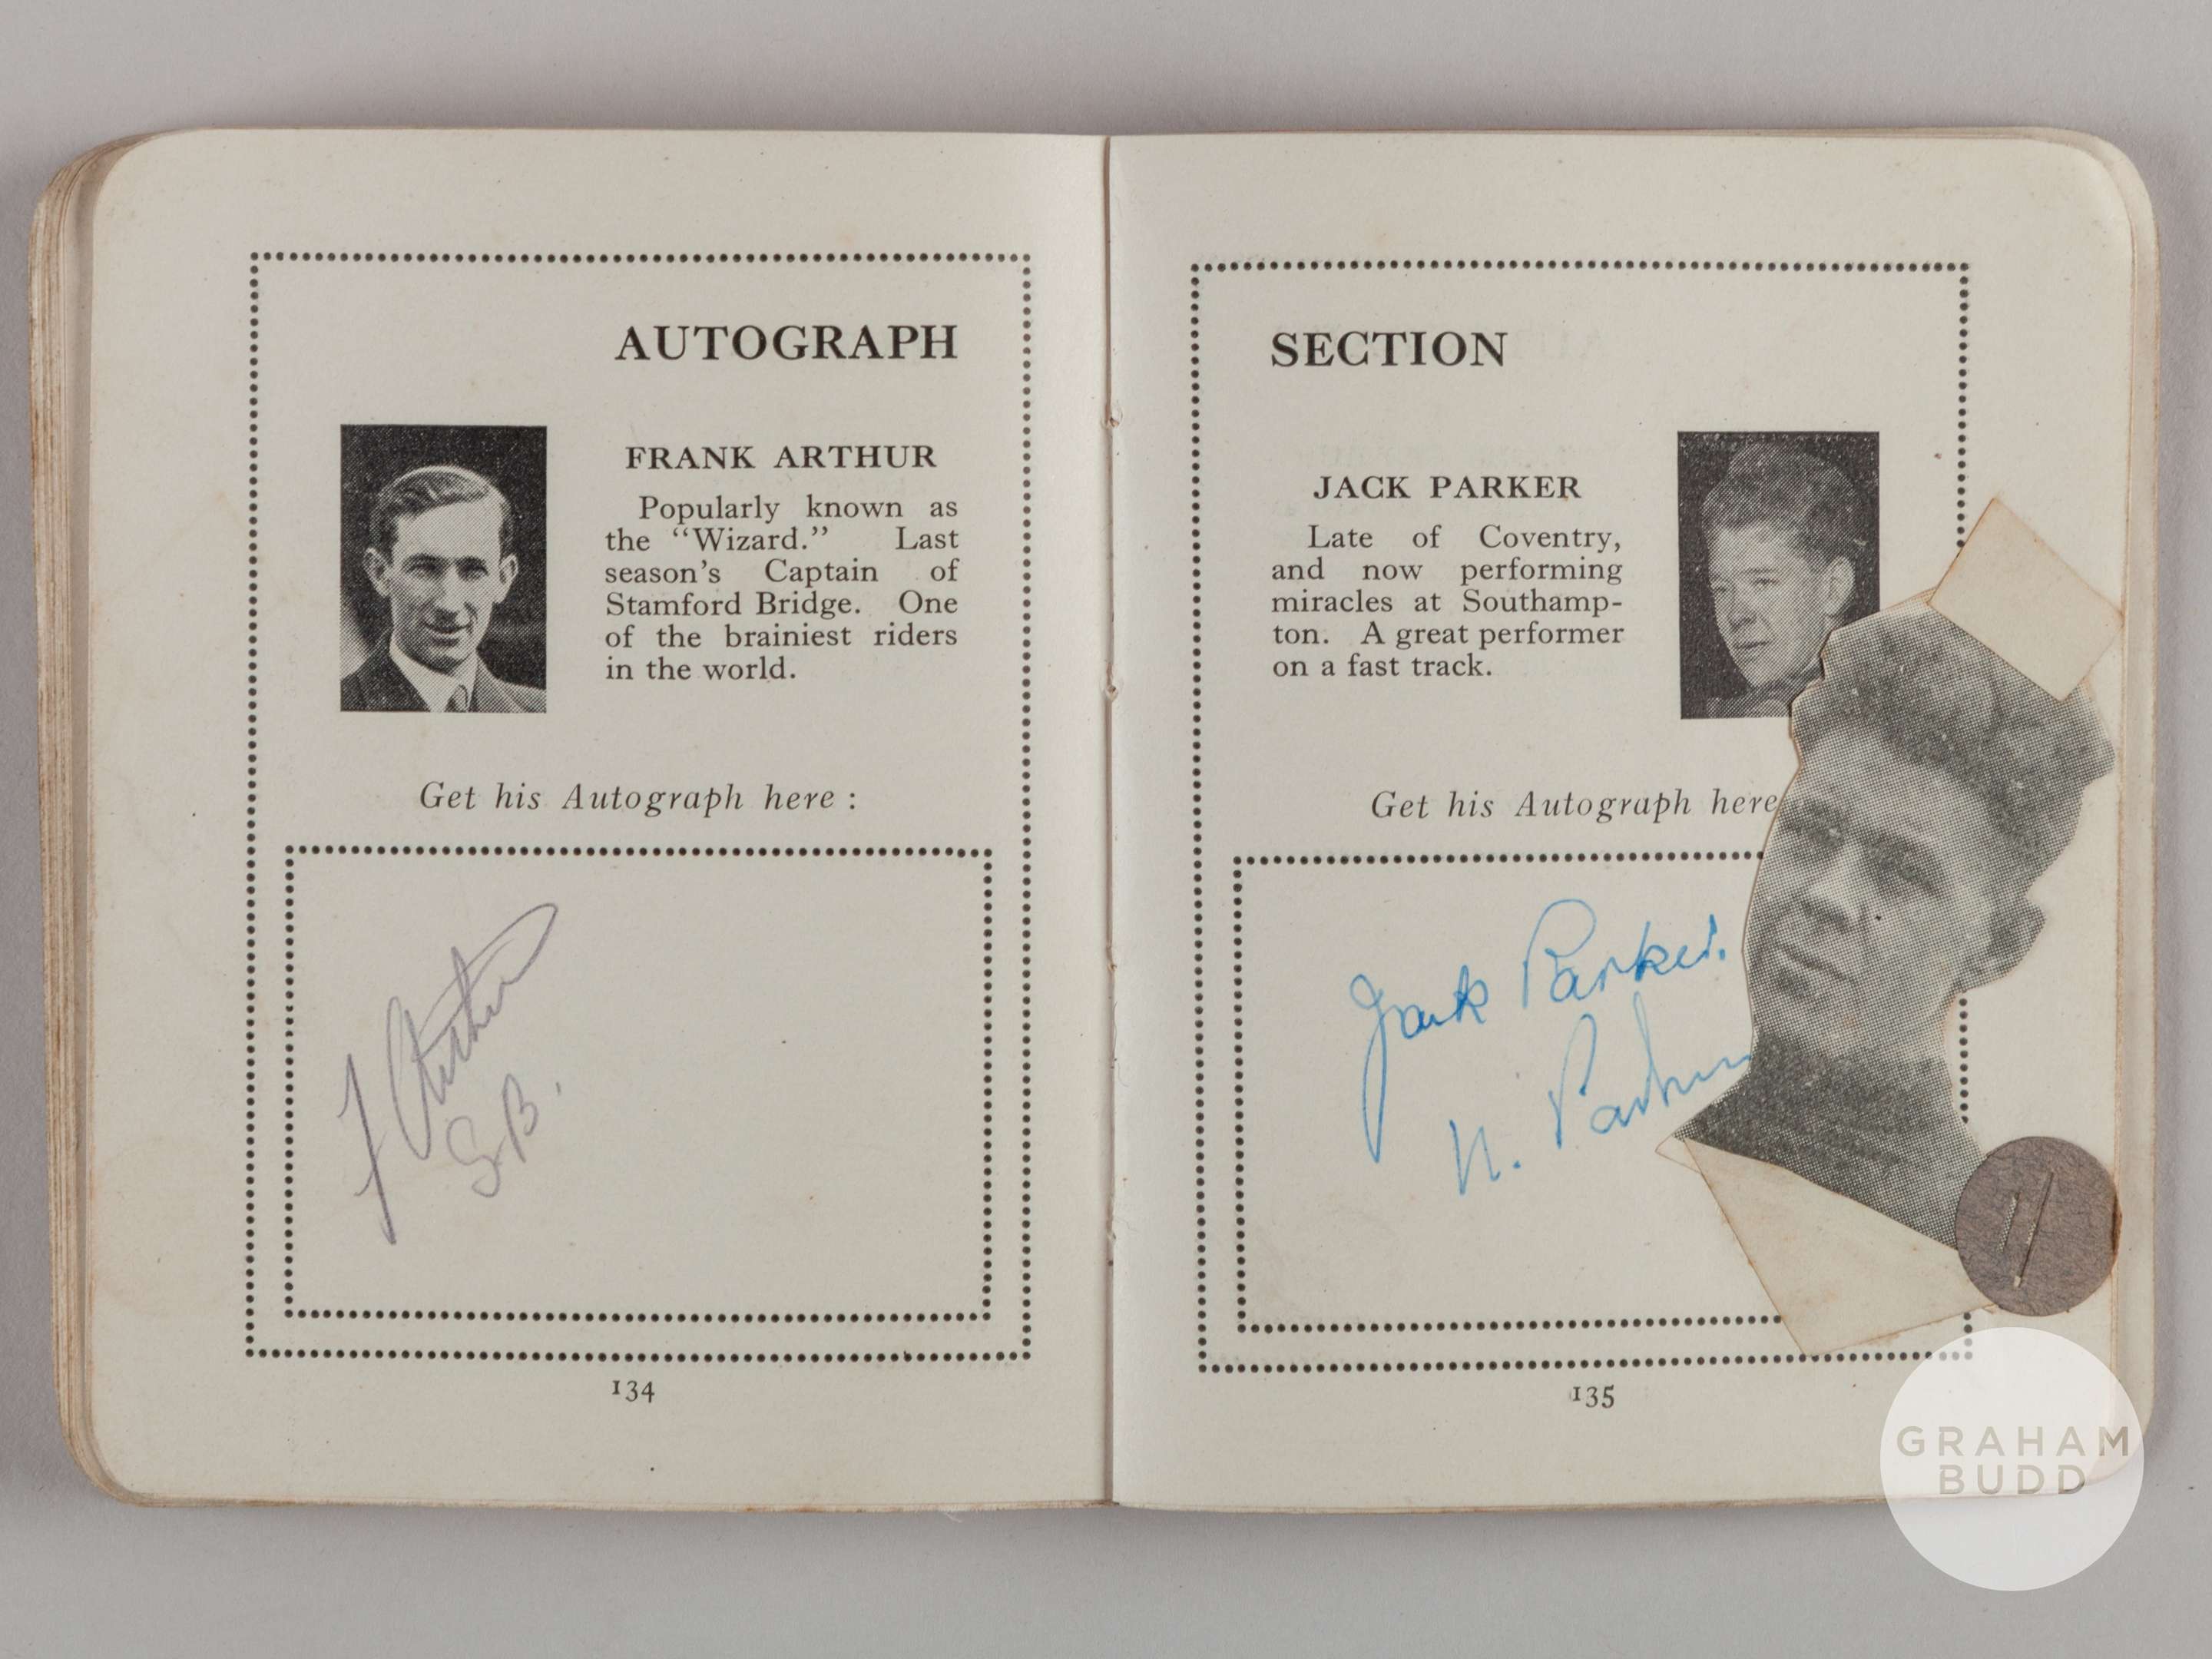 AUTOGRAPH
FRANK ARTHUR
Popularly known as
the “Wizard.” Last
season’s Captain of
Stamford Bridge. One
of the brainiest riders
in the world.
Get his Autograph here :
F Arthur
S.B.
134
SECTION
JACK PARKER
Late of Coventry,
and now performing
miracles at Southamp-
ton. A great performer
on a fast track.
Get his Autograph here
Jack Parker.
N. Parker
135
GRAHAM
BUDD